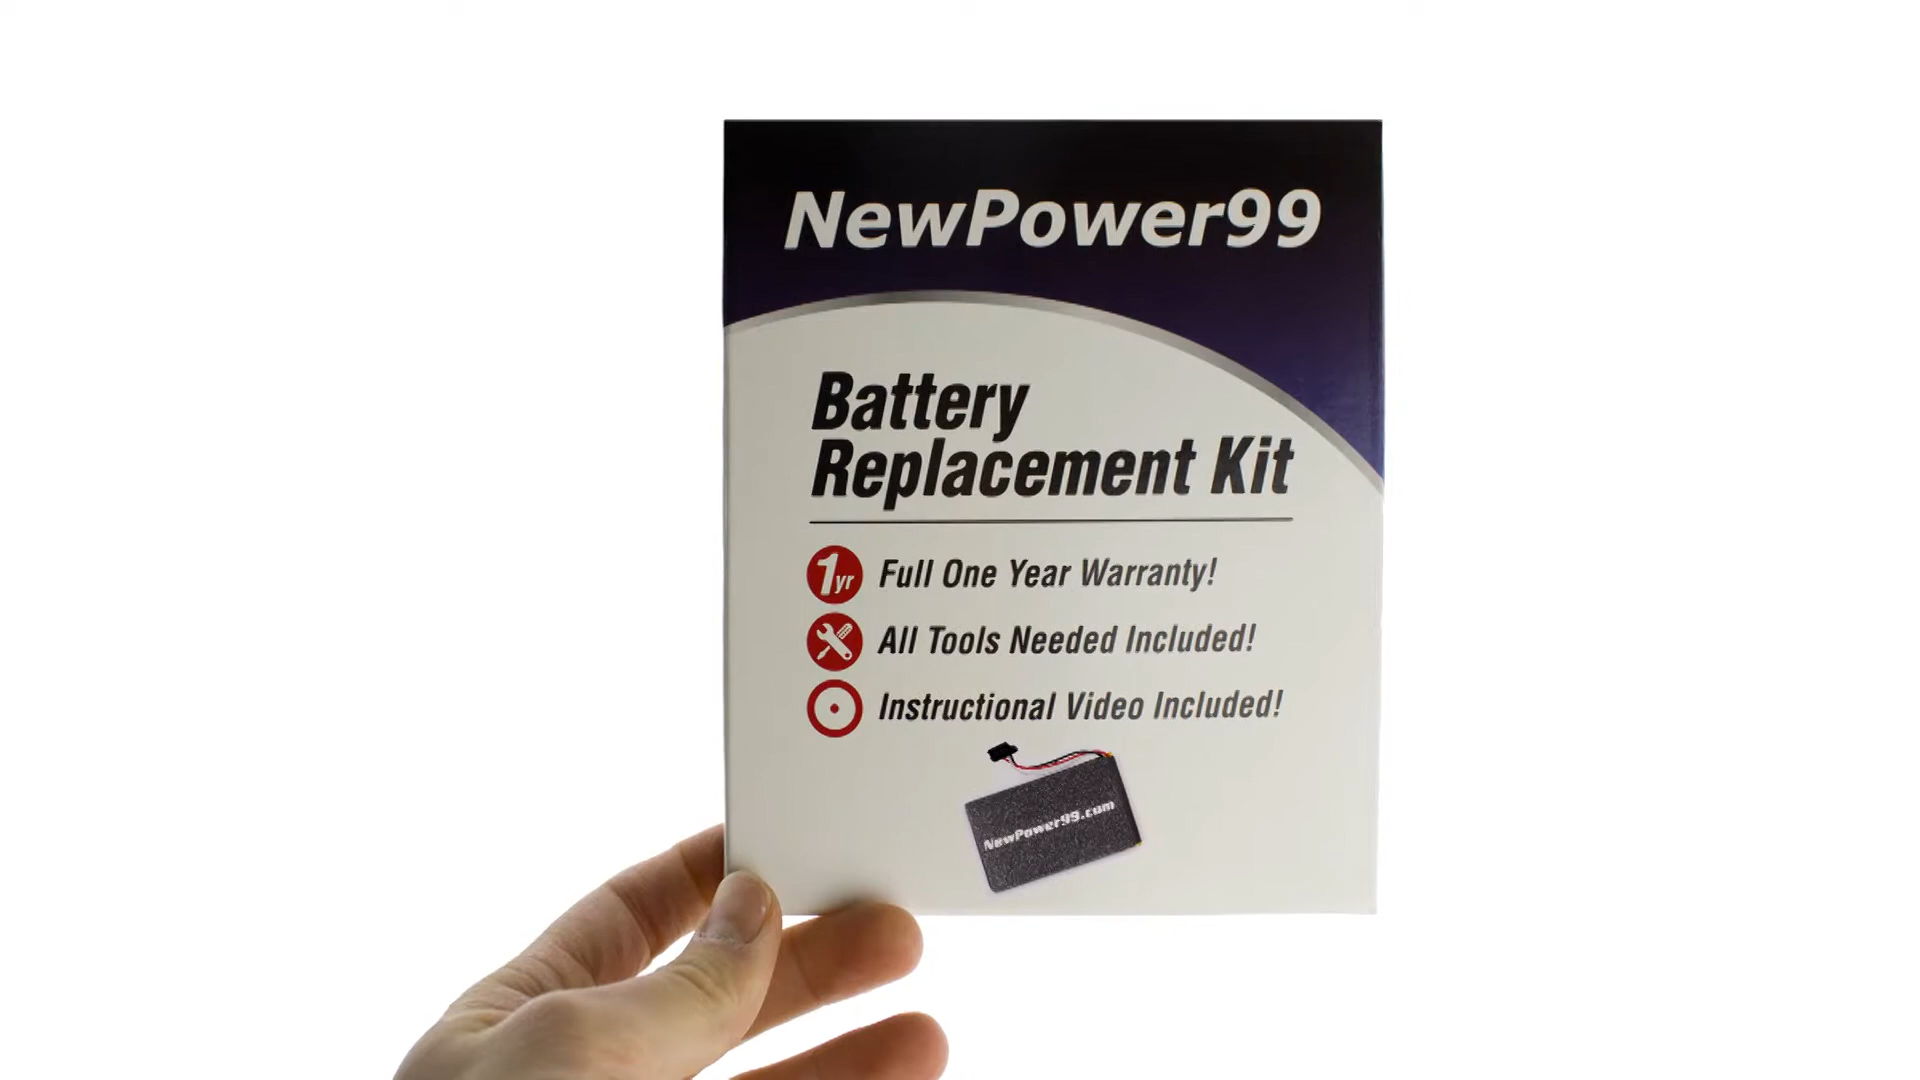 NewPower99
Battery
Replacement Kit
1yr Full One Year Warranty!
All Tools Needed Included!
Instructional Video Included!
NewPower99.com